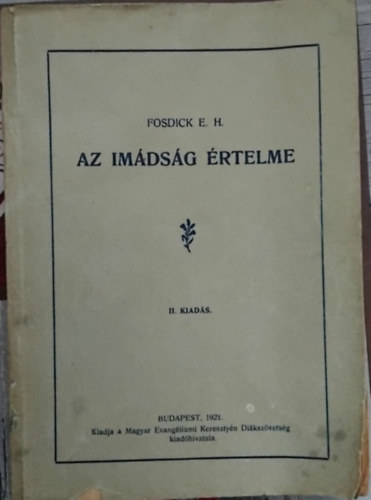 FOSDICK E. H.
AZ IMÁDSÁG ÉRTELME
II. KIADÁS.
BUDAPEST, 1921.
Kiadja a Magyar Evangéliumi Keresztyén Diákszövetség
kiadóhivatala.